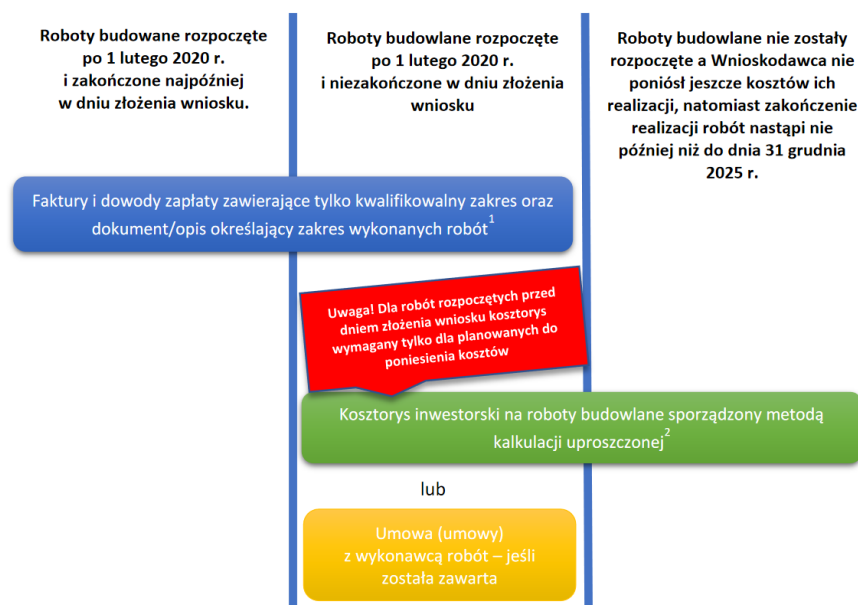 Roboty budowane rozpoczęte
po 1 lutego 2020 r.
i zakończone najpóźniej
w dniu złożenia wniosku.
Roboty budowlane rozpoczęte
po 1 lutego 2020 r.
i niezakończone w dniu złożenia
wniosku
Roboty budowlane nie zostały
rozpoczęte a Wnioskodawca nie
poniósł jeszcze kosztów ich
realizacji, natomiast zakończenie
realizacji robót nastąpi nie
później niż do dnia 31 grudnia
2025 r.
Faktury i dowody zapłaty zawierające tylko kwalifikowalny zakres oraz
dokument/opis określający zakres wykonanych robót¹
Uwaga! Dla robót rozpoczętych przed
dniem złożenia wniosku kosztorys
wymagany tylko dla planowanych do
poniesienia kosztów
Kosztorys inwestorski na roboty budowlane sporządzony metodą
kalkulacji uproszczonej²
lub
Umowa (umowy)
z wykonawcą robót – jeśli
została zawarta